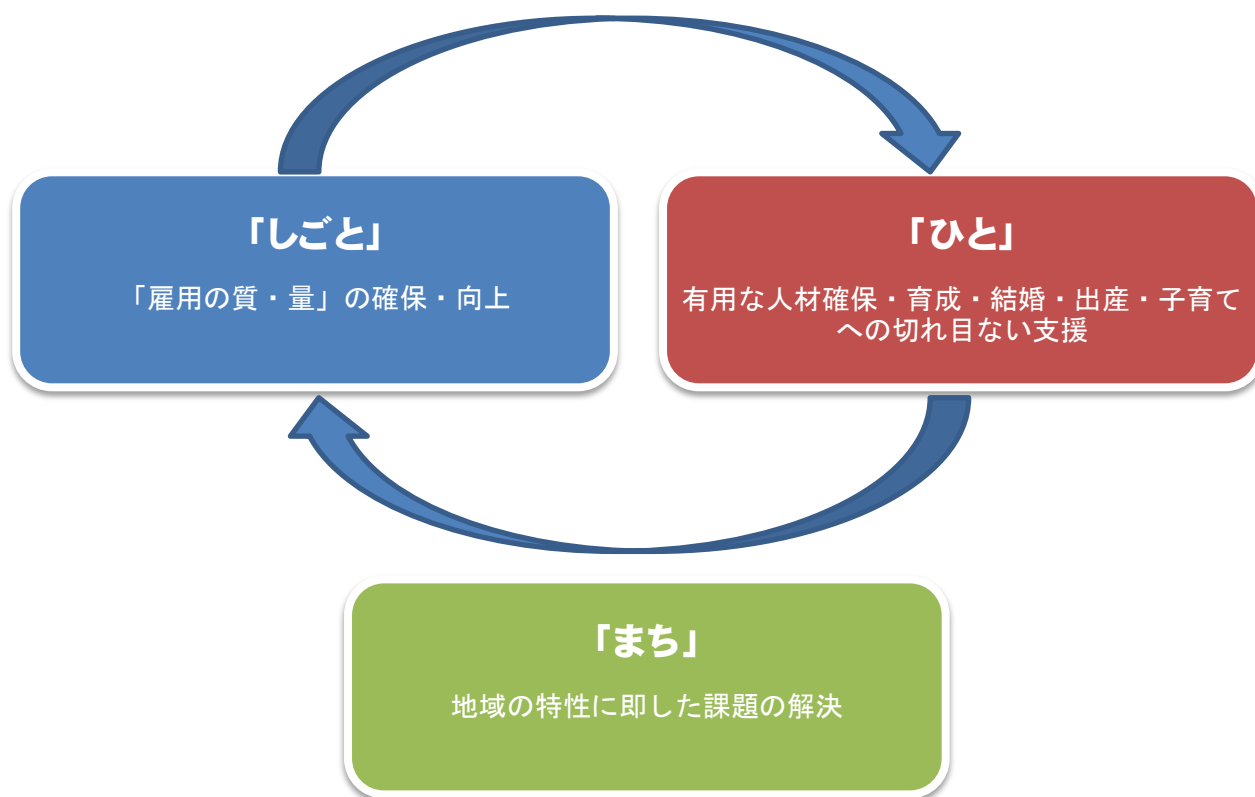 「しごと」
「雇用の質・量」の確保・向上
「ひと」
有用な人材確保・育成・結婚・出産・子育て
への切れ目ない支援
「まち」
地域の特性に即した課題の解決